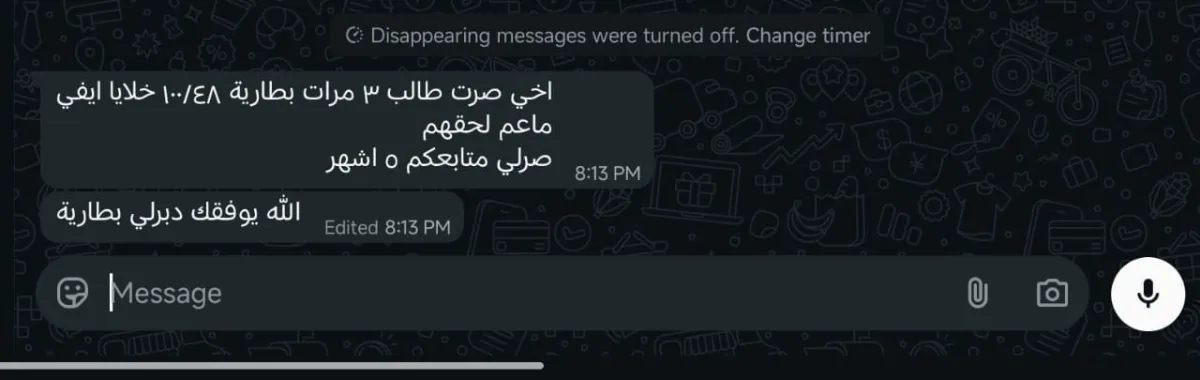 Disappearing messages were turned off. Change timer
اخي صرت طالب ٣ مرات بطارية ١٠٠/٤٨ خلايا ايفي
ماعم لحقهم
صرلي متابعكم ٥ اشهر
8:13 PM
الله يوفقك دبرلي بطارية
Edited 8:13 PM
Message